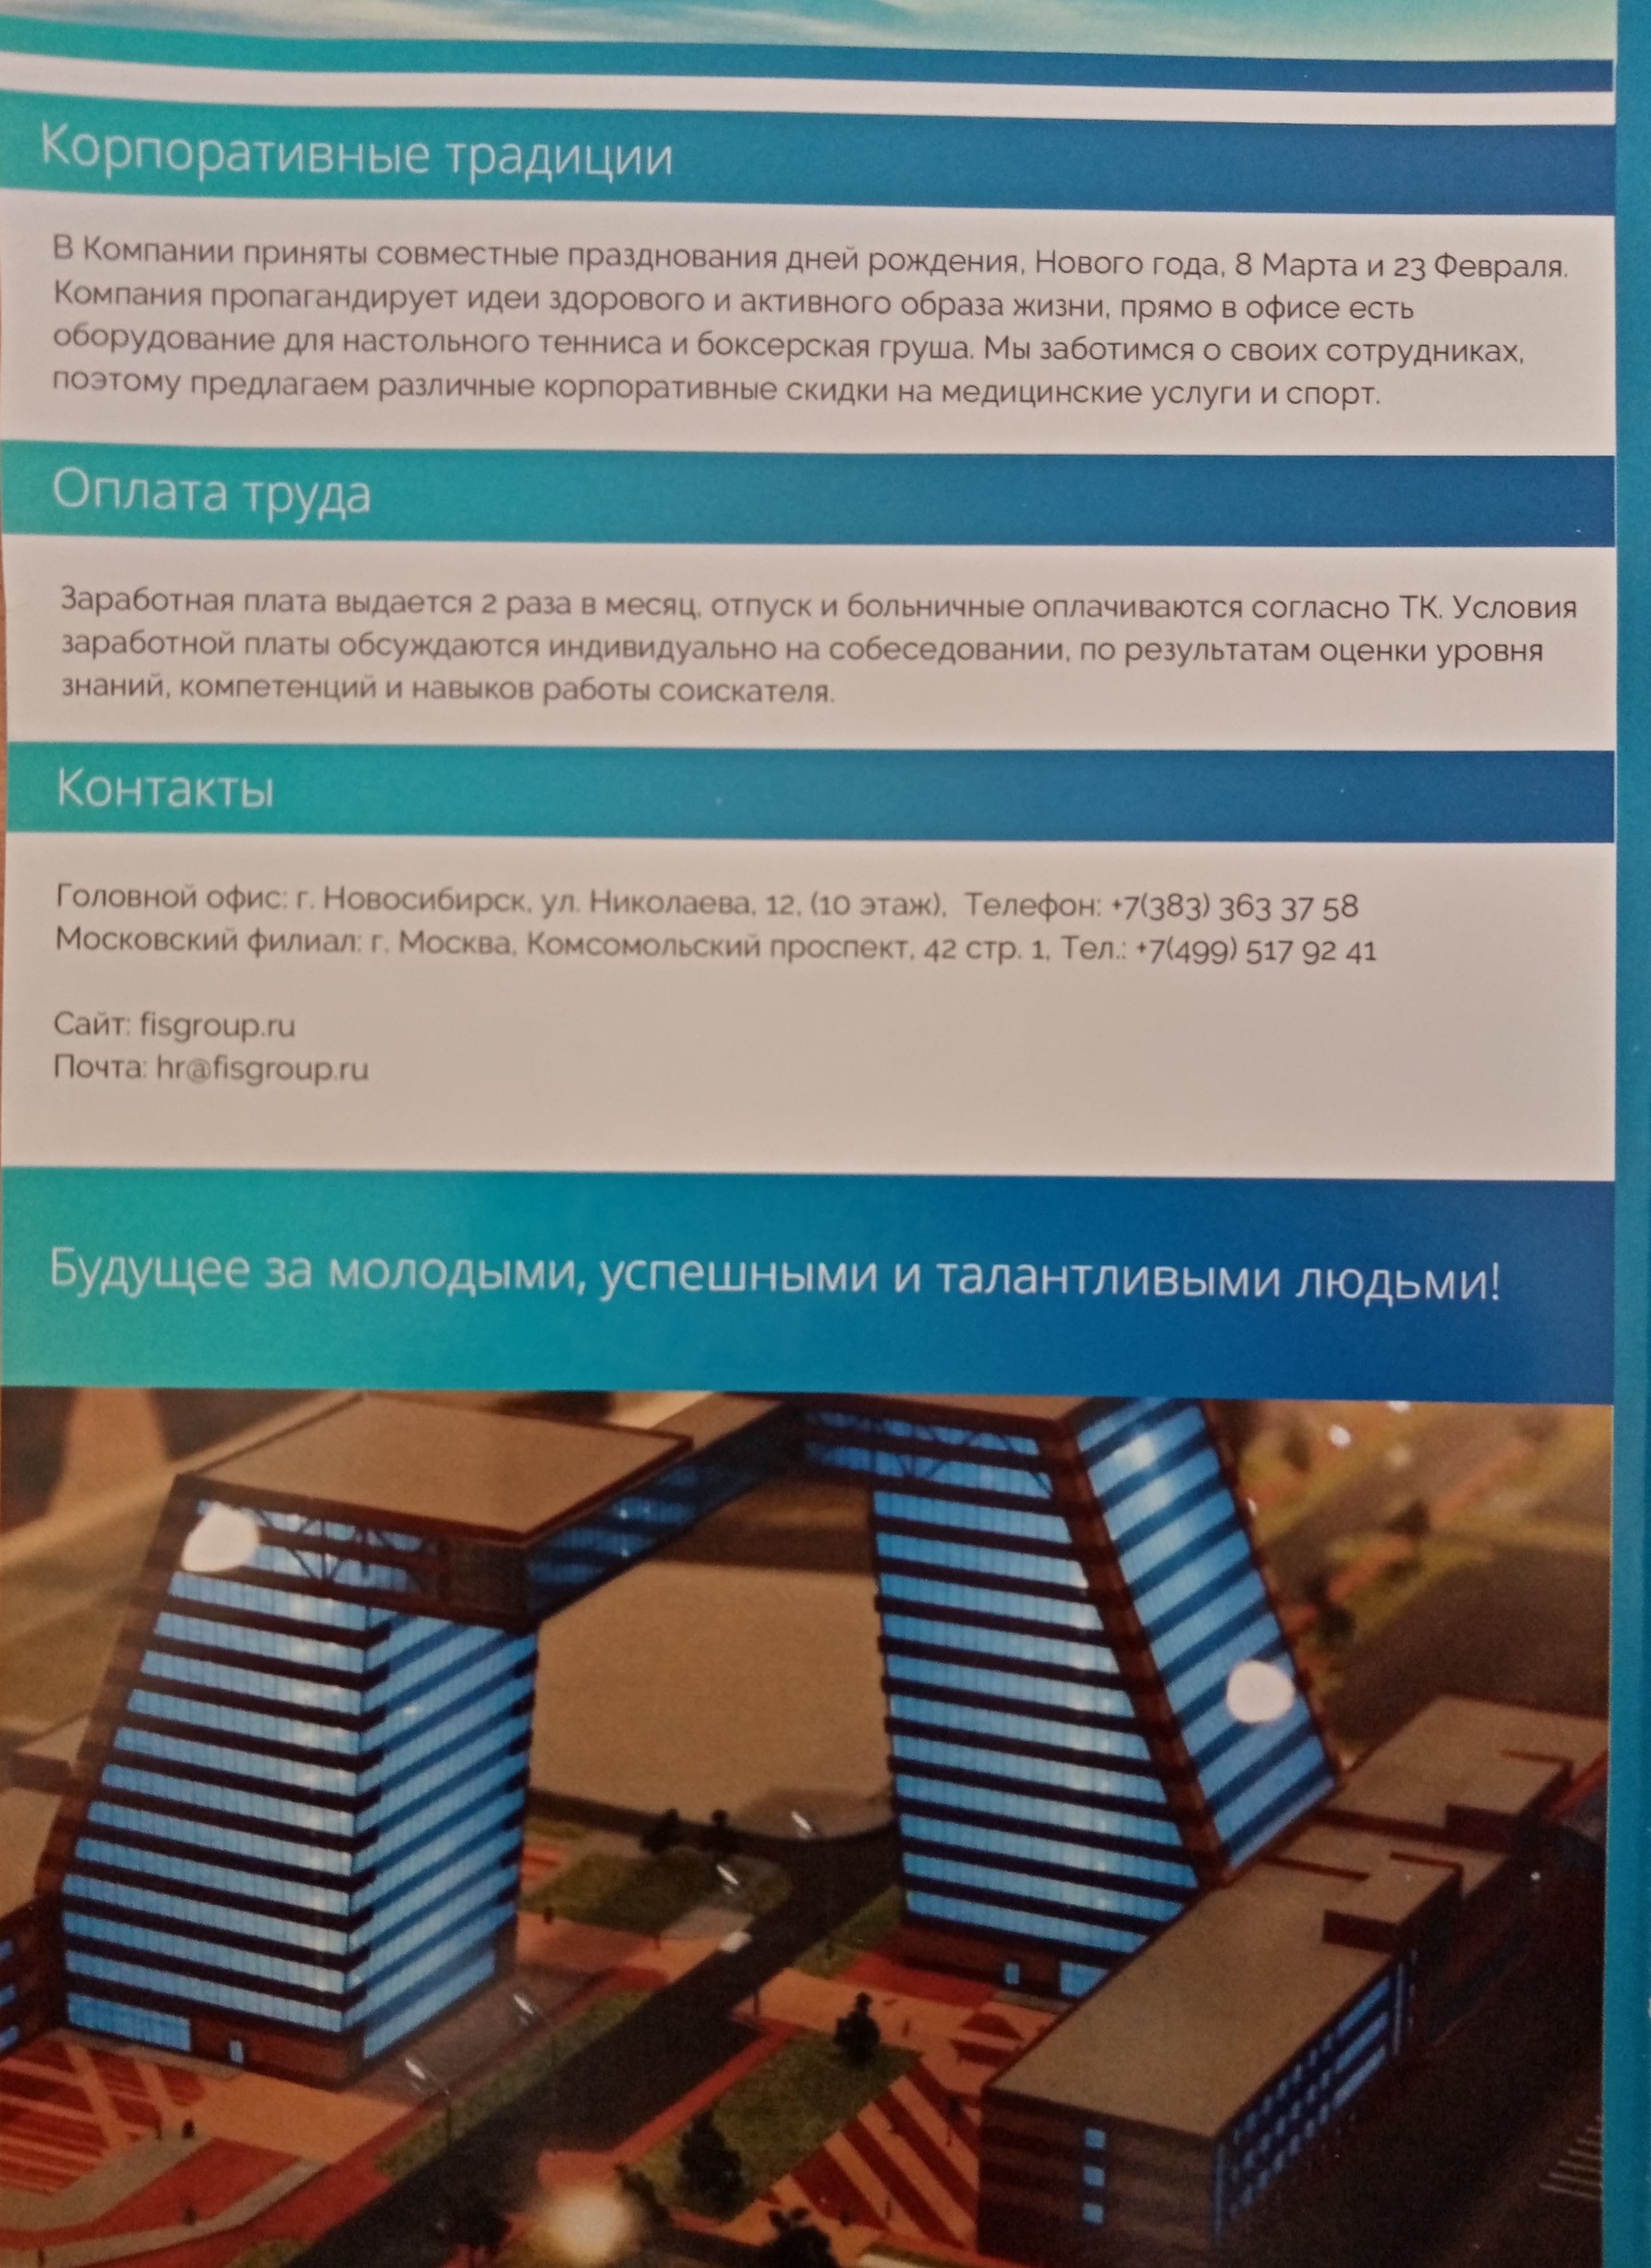 Корпоративные традиции
В Компании приняты совместные празднования дней рождения, Нового года, 8 Марта и 23 Февраля.
Компания пропагандирует идеи здорового и активного образа жизни, прямо в офисе есть
оборудование для настольного тенниса и боксерская груша. Мы заботимся о своих сотрудниках,
поэтому предлагаем различные корпоративные скидки на медицинские услуги и спорт.
Оплата труда
Заработная плата выдается 2 раза в месяц, отпуск и больничные оплачиваются согласно ТК. Условия
заработной платы обсуждаются индивидуально на собеседовании, по результатам оценки уровня
знаний, компетенций и навыков работы соискателя.
Контакты
Головной офис: г. Новосибирск, ул. Николаева, 12, (10 этаж), Телефон: +7(383) 363 37 58
Московский филиал: г. Москва, Комсомольский проспект, 42 стр. 1, Тел.: +7(499) 517 92 41
Сайт: fisgroup.ru
Почта: hr@fisgroup.ru
Будущее за молодыми, успешными и талантливыми людьми!